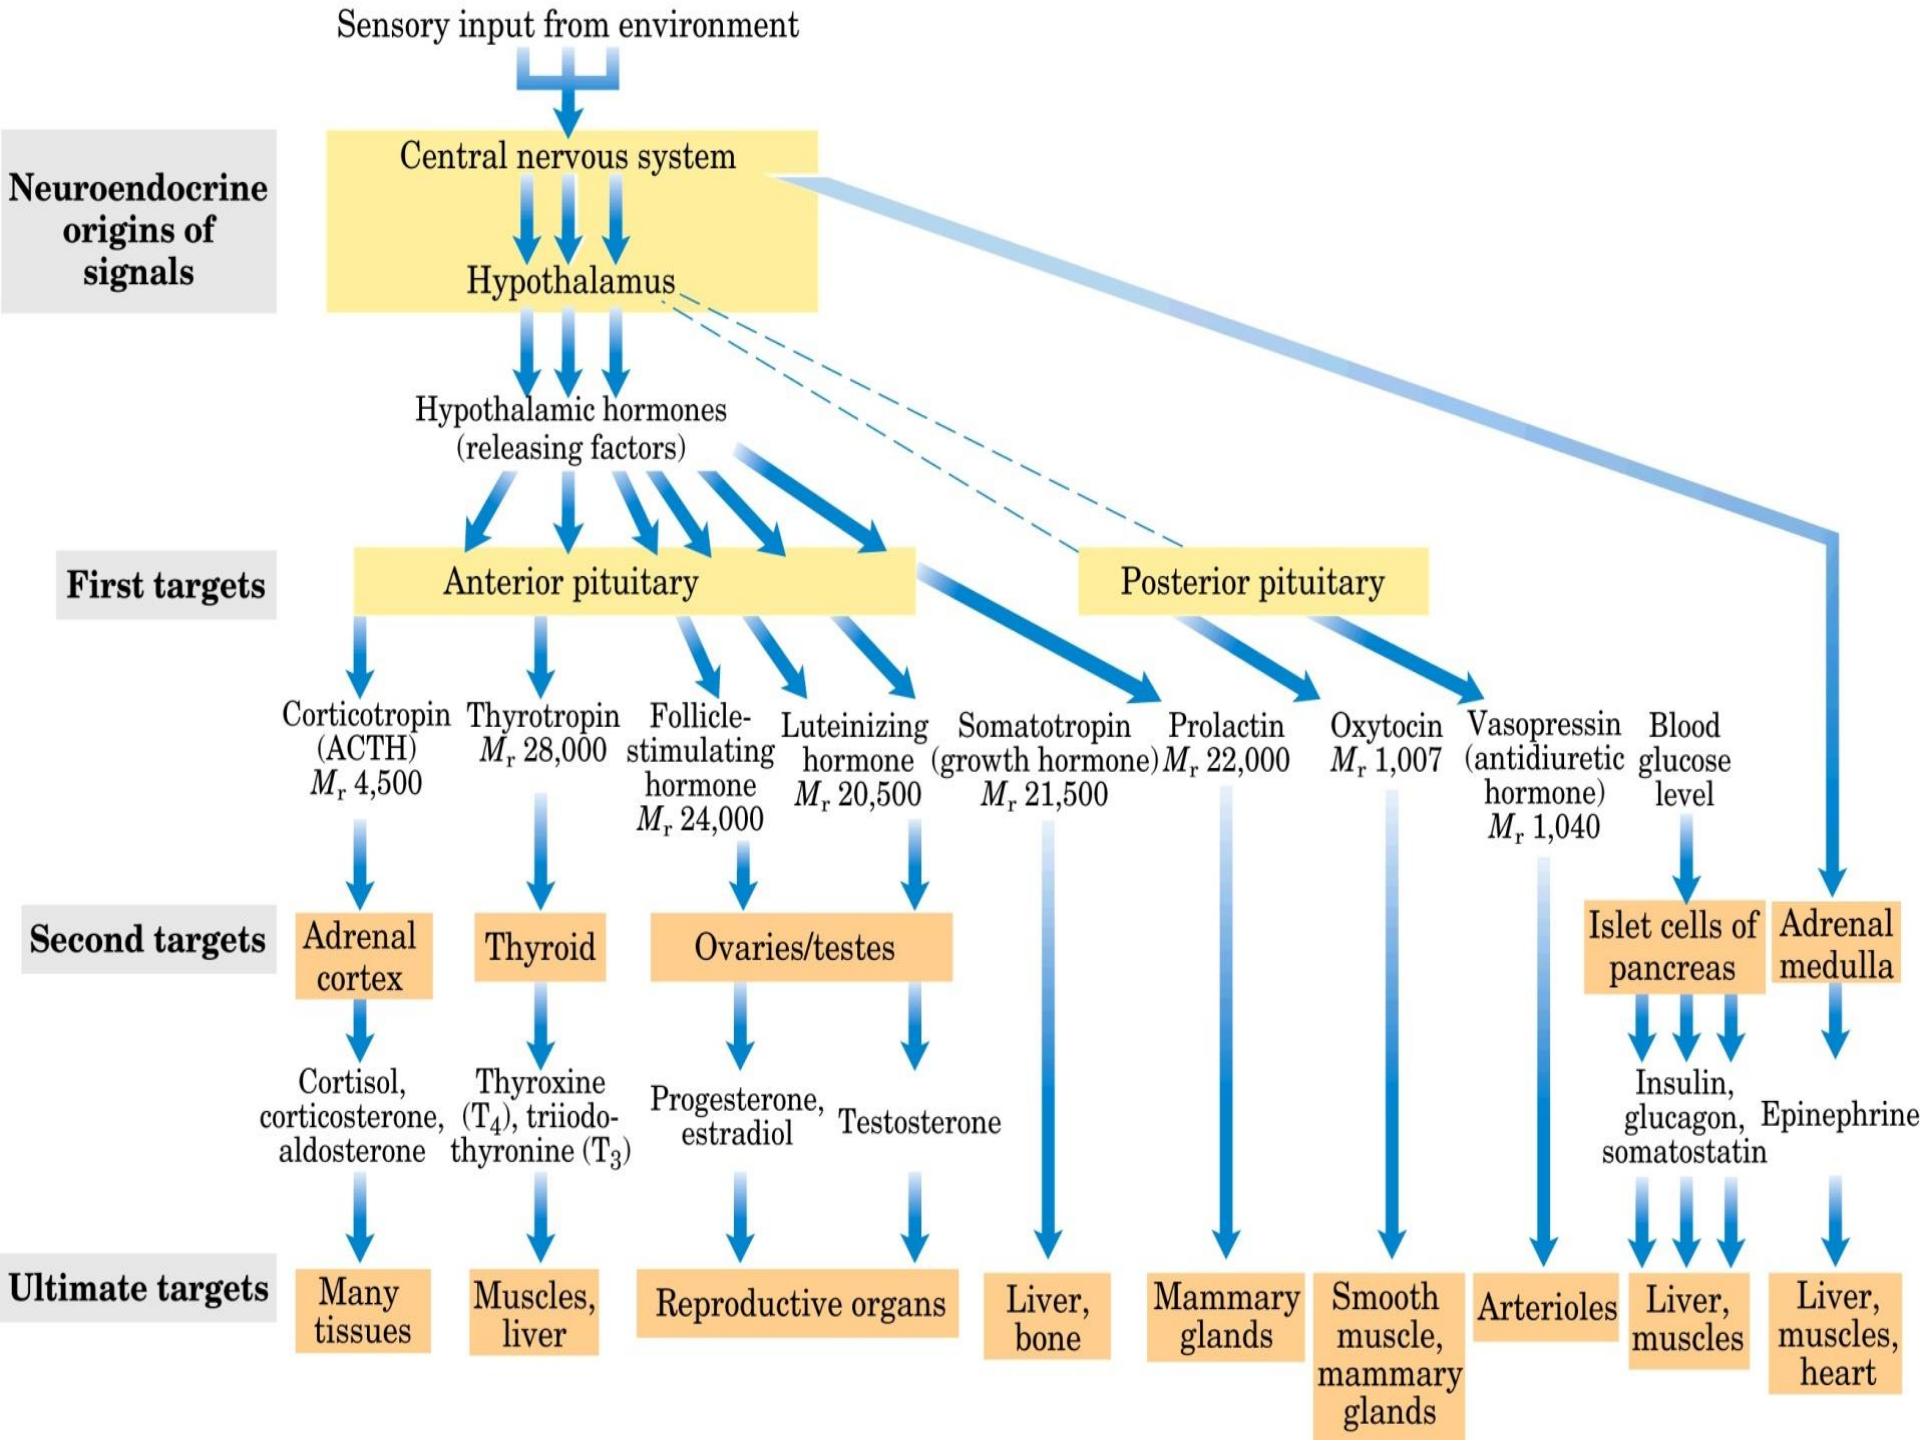 Sensory input from environment
Neuroendocrine
origins of
signals
Central nervous system
Hypothalamus
Hypothalamic hormones
(releasing factors)
First targets
Anterior pituitary
Posterior pituitary
Corticotropin
(ACTH)
Mr 4,500
Thyrotropin
Mr 28,000
Follicle-
stimulating
hormone
Mr 24,000
Luteinizing
hormone
Mr 20,500
Somatotropin
(growth hormone)
Mr 21,500
Prolactin
Mr 22,000
Oxytocin
Mr 1,007
Vasopressin
(antidiuretic
hormone)
Mr 1,040
Blood
glucose
level
Second targets
Adrenal
cortex
Thyroid
Ovaries/testes
Islet cells of
pancreas
Adrenal
medulla
Cortisol,
corticosterone,
aldosterone
Thyroxine
(T4), triiodo-
thyronine (T3)
Progesterone,
estradiol
Testosterone
Insulin,
glucagon,
somatostatin
Epinephrine
Ultimate targets
Many
tissues
Muscles,
liver
Reproductive organs
Liver,
bone
Mammary
glands
Smooth
muscle,
mammary
glands
Arterioles
Liver,
muscles
Liver,
muscles,
heart